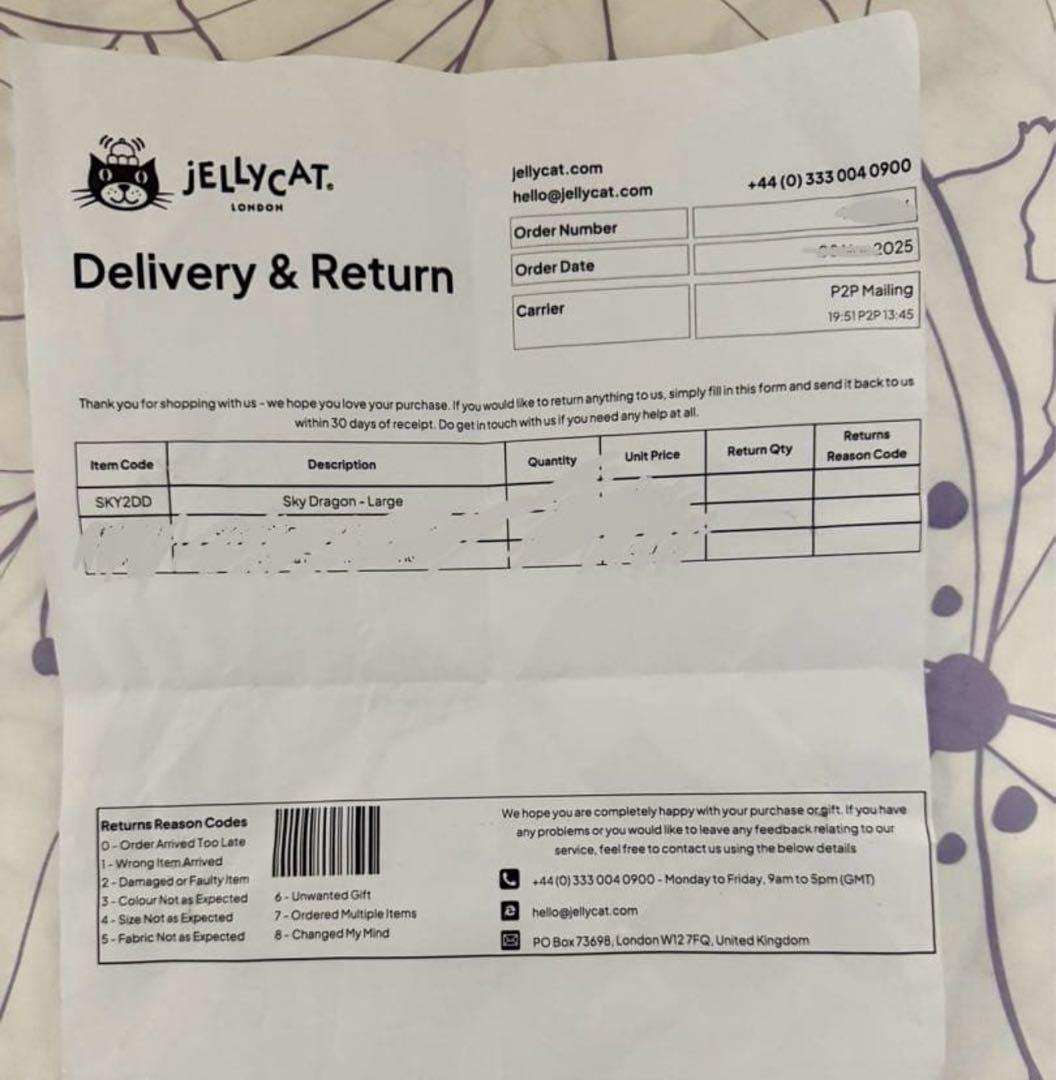 jELLYCAT.
LONDON
Delivery & Return
jellycat.com
hello@jellycat.com
+44 (0) 333 004 0900
Order Number
Order Date 2025
Carrier P2P Mailing
19:51 P2P 13:45
Thank you for shopping with us - we hope you love your purchase. If you would like to return anything to us, simply fill in this form and send it back to us
within 30 days of receipt. Do get in touch with us if you need any help at all.
Item Code Description Quantity Unit Price Return Qty Returns Reason Code
SKY2DD Sky Dragon - Large
Returns Reason Codes
0 - Order Arrived Too Late
1 - Wrong Item Arrived
2 - Damaged or Faulty Item
3 - Colour Not as Expected
4 - Size Not as Expected
5 - Fabric Not as Expected
6 - Unwanted Gift
7 - Ordered Multiple Items
8 - Changed My Mind
We hope you are completely happy with your purchase or gift. If you have
any problems or you would like to leave any feedback relating to our
service, feel free to contact us using the below details
+44 (0) 333 004 0900 - Monday to Friday, 9am to 5pm (GMT)
hello@jellycat.com
PO Box 73698, London W12 7FQ, United Kingdom